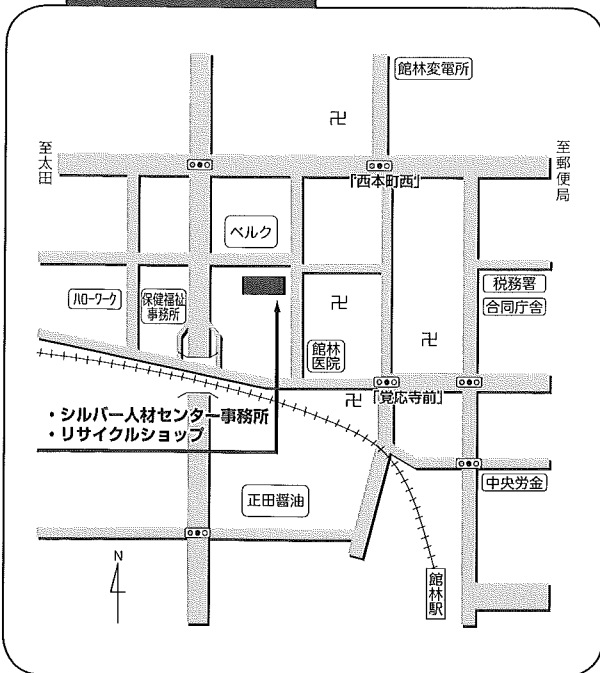 館林変電所
卍
至太田
至郵便局
「西本町西」
ベルク
ハローワーク
保健福祉
事務所
卍
税務署
合同庁舎
館林
医院
卍
卍
「覚応寺前」
・シルバー人材センター事務所
・リサイクルショップ
中央労金
正田醤油
N
館林駅